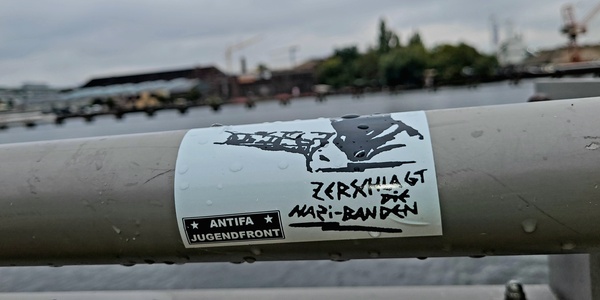 ZERSCHLAGT
DIE
NAZI-BANDEN
ANTIFA
JUGENDFRONT